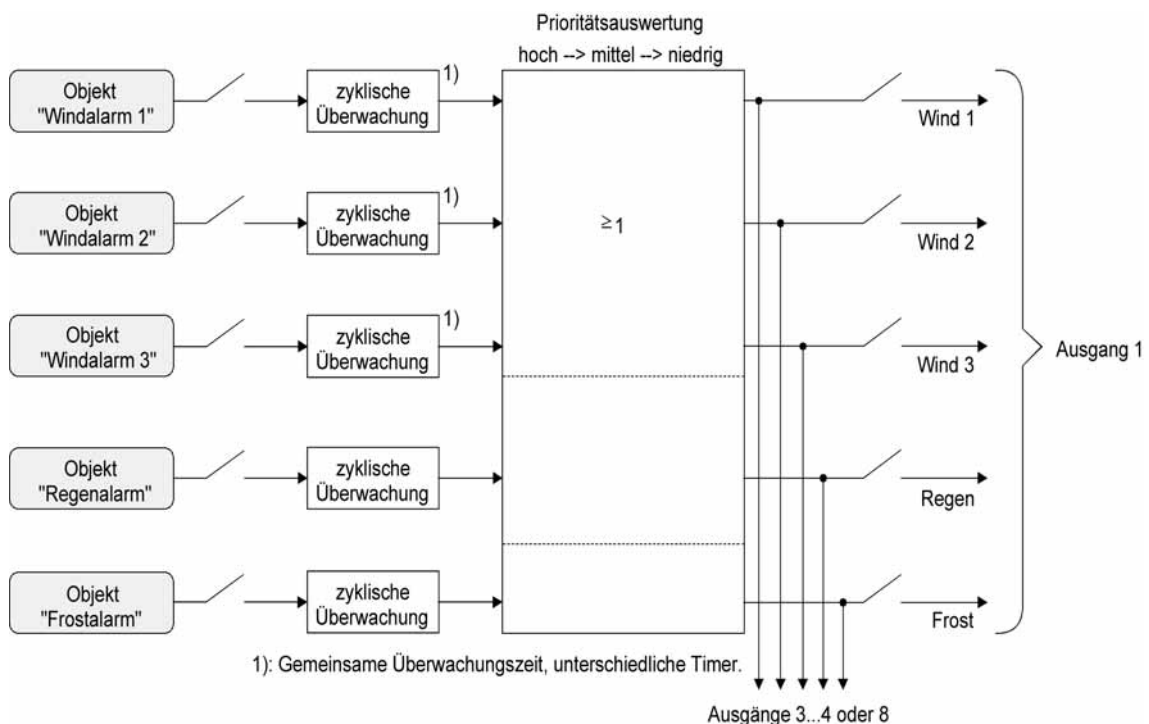 Prioritätsauswertung
hoch --> mittel --> niedrig
Objekt
"Windalarm 1"
zyklische
Überwachung
1)
Wind 1
Objekt
"Windalarm 2"
zyklische
Überwachung
1)
≥1
Wind 2
Objekt
"Windalarm 3"
zyklische
Überwachung
1)
Wind 3
Ausgang 1
Objekt
"Regenalarm"
zyklische
Überwachung
Regen
Objekt
"Frostalarm"
zyklische
Überwachung
Frost
1): Gemeinsame Überwachungszeit, unterschiedliche Timer.
Ausgänge 3...4 oder 8